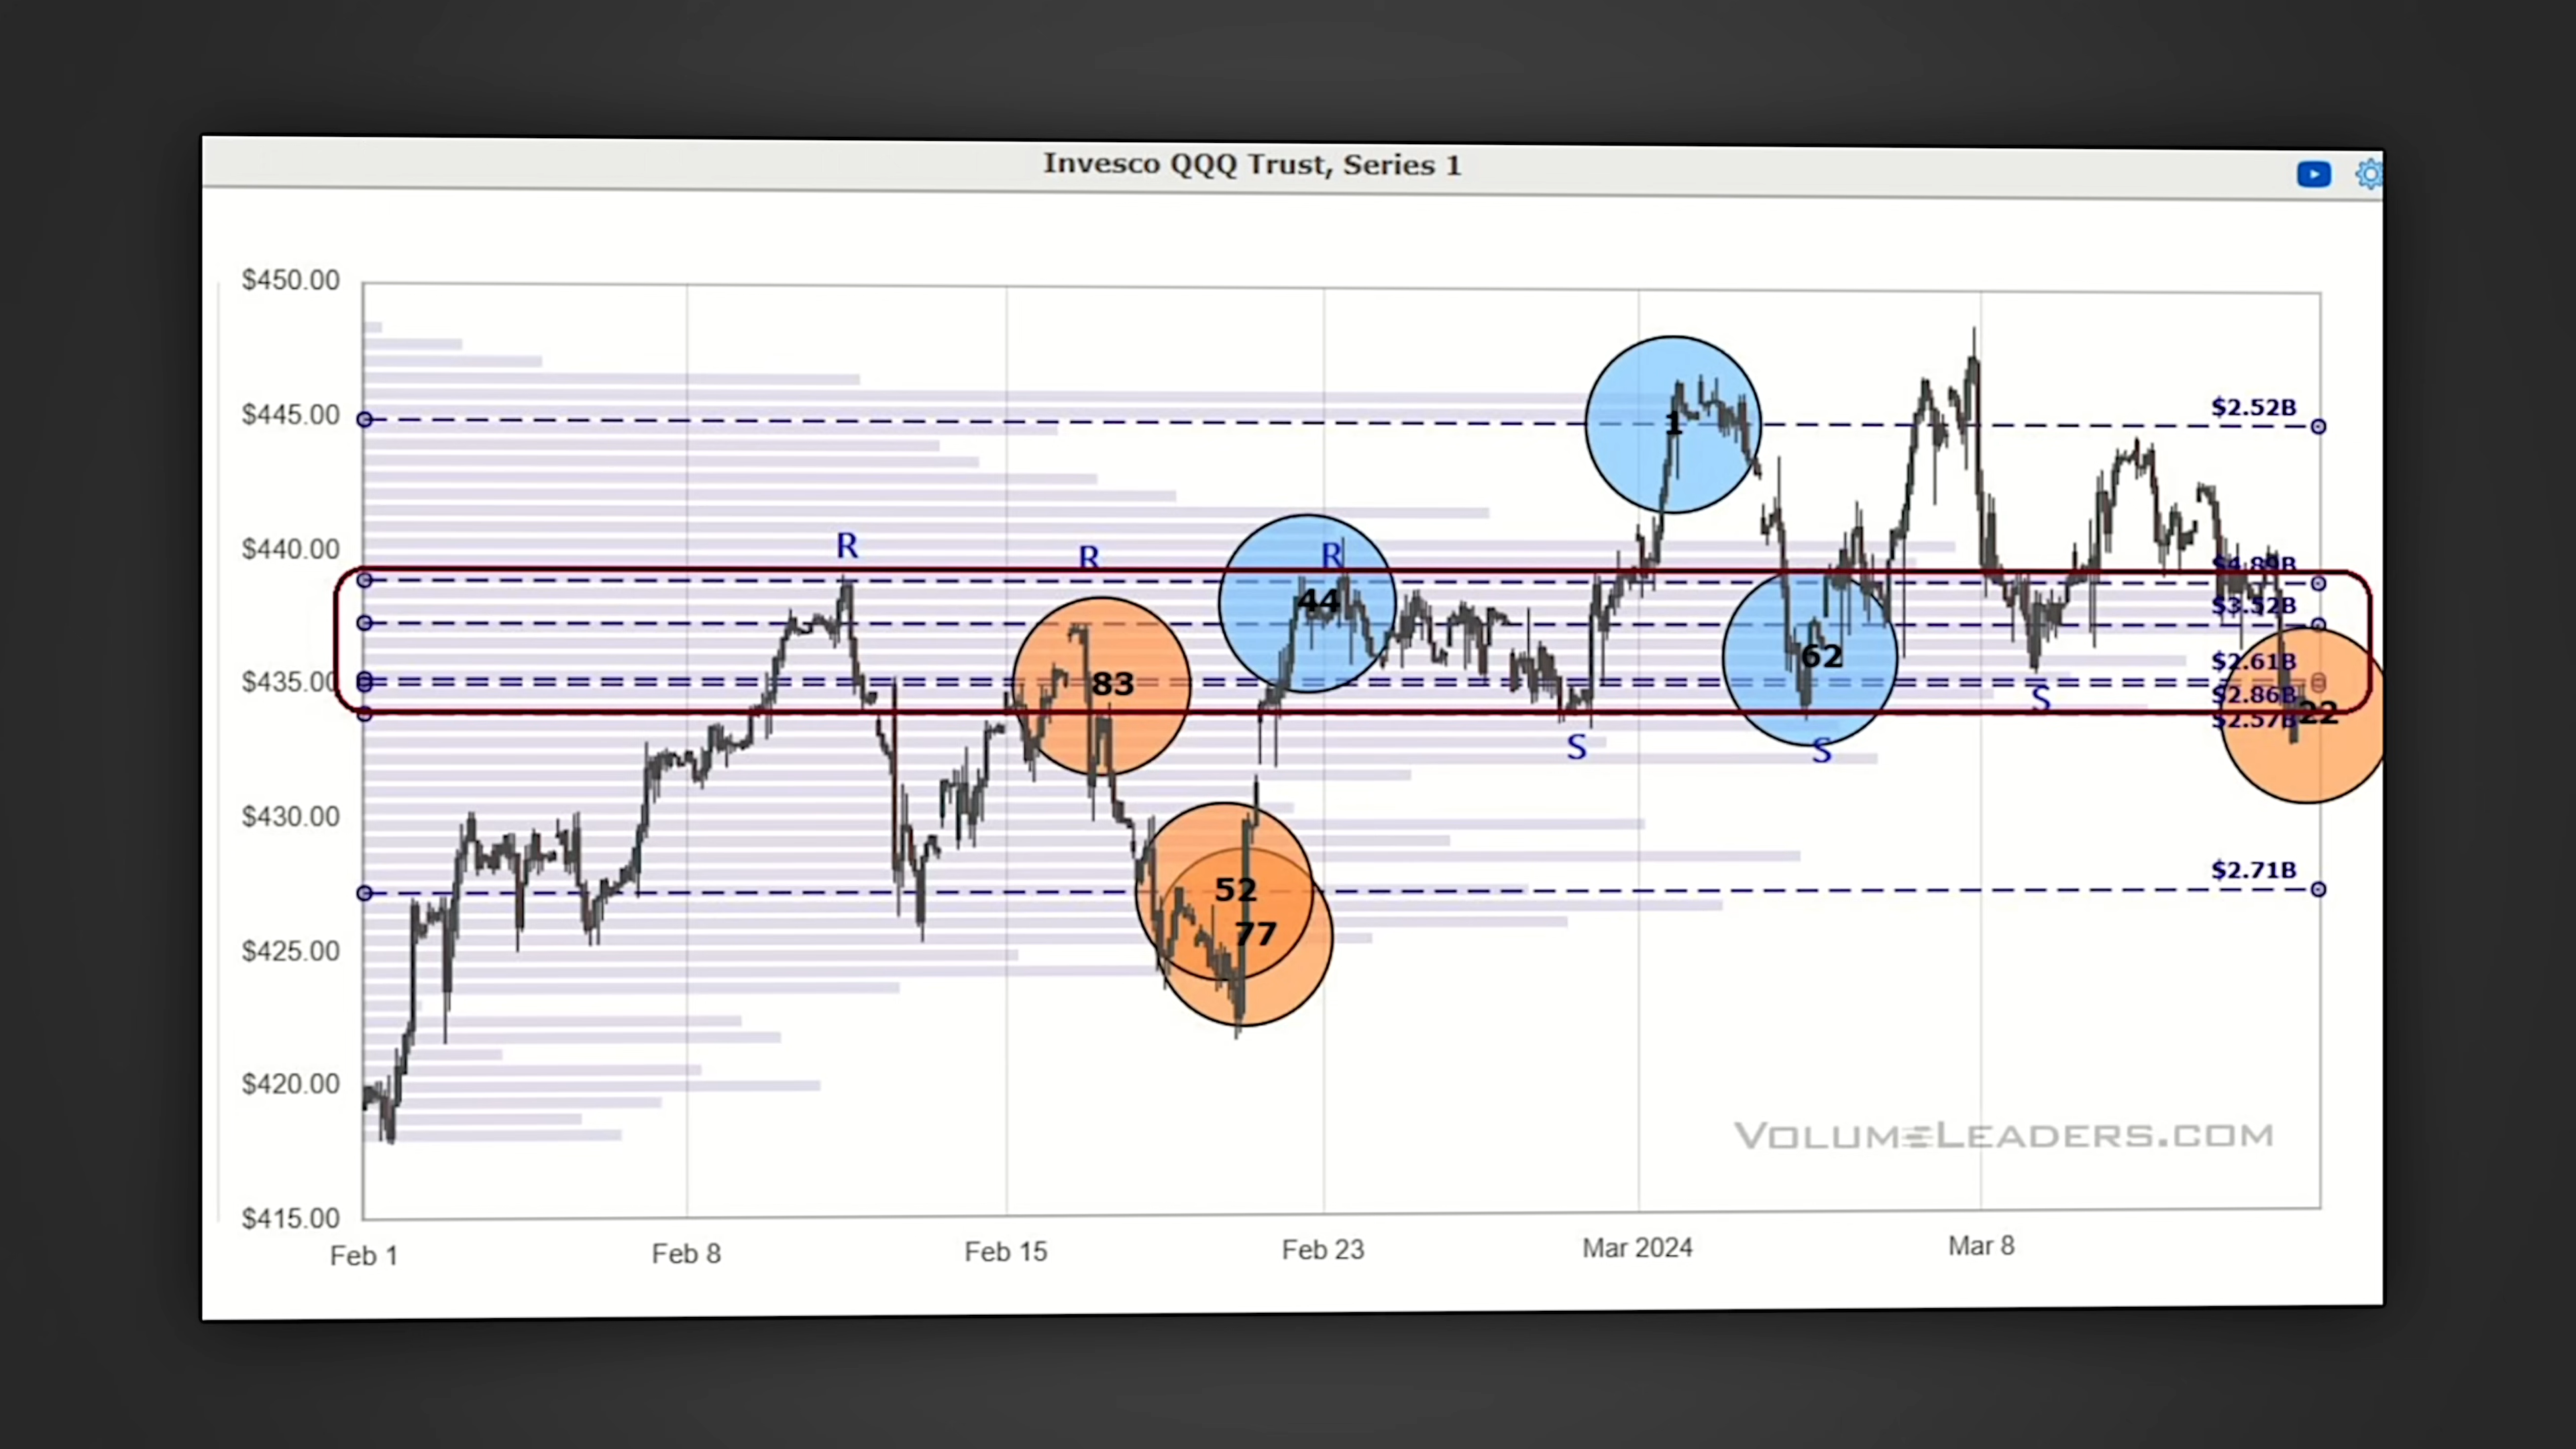 Invesco QQQ Trust, Series 1
$450.00
$445.00
$440.00
$435.00
$430.00
$425.00
$420.00
$415.00
Feb 1
Feb 8
Feb 15
Feb 23
Mar 2024
Mar 8
R
R
R
S
S
S
1
44
83
62
52
77
22
$2.52B
$4.89B
$3.52B
$2.61B
$2.86B
$2.57B
$2.71B
VOLUMELEADERS.COM